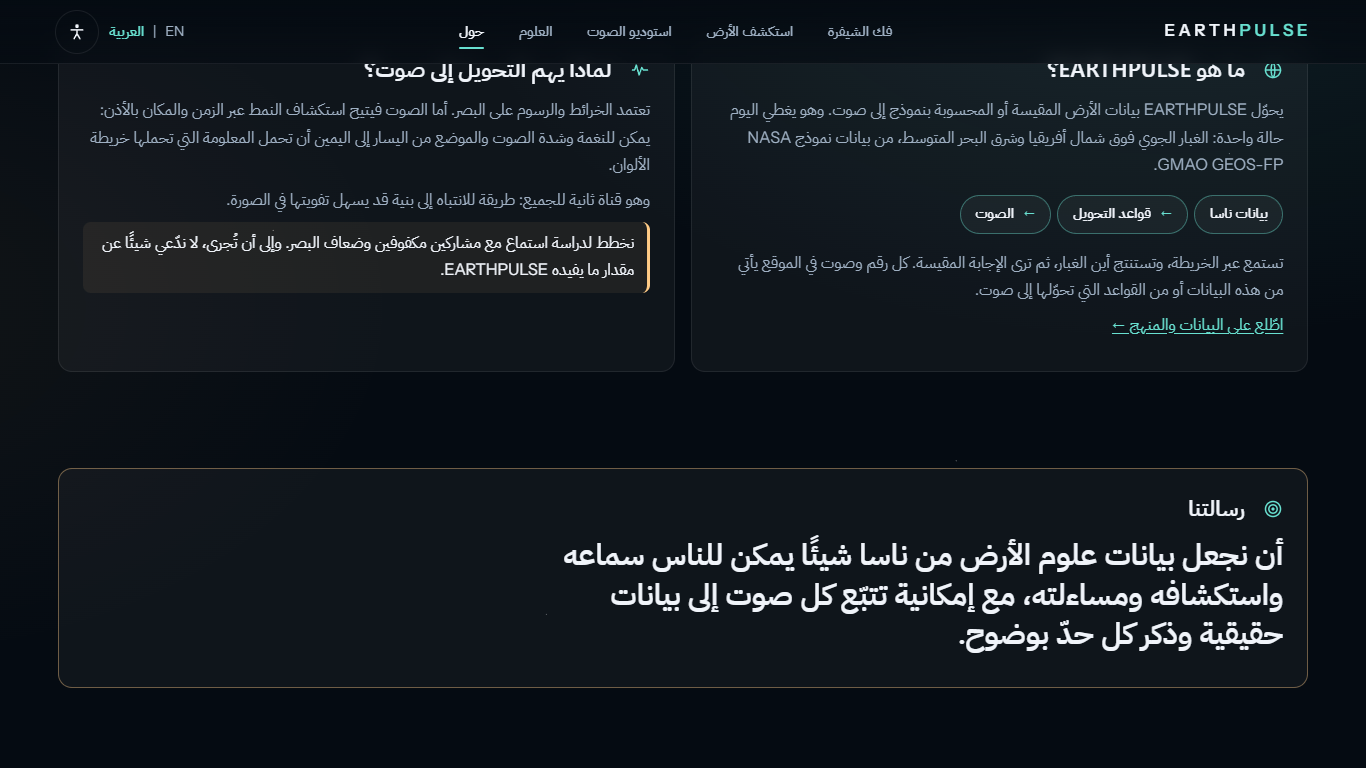 EARTHPULSE
فك الشيفرة
استكشف الأرض
استوديو الصوت
العلوم
حول
العربية | EN
ما هو EARTHPULSE؟
يحوّل EARTHPULSE بيانات الأرض المقيسة أو المحسوبة بنموذج إلى صوت. وهو يغطي اليوم
حالة واحدة: الغبار الجوي فوق شمال أفريقيا وشرق البحر المتوسط، من بيانات نموذج NASA
GMAO GEOS-FP.
بيانات ناسا
← قواعد التحويل
← الصوت
تستمع عبر الخريطة، وتستنتج أين الغبار، ثم ترى الإجابة المقيسة. كل رقم وصوت في الموقع يأتي
من هذه البيانات أو من القواعد التي تحوّلها إلى صوت.
اطّلع على البيانات والمنهج ←
لماذا يهم التحويل إلى صوت؟
تعتمد الخرائط والرسوم على البصر. أما الصوت فيتيح استكشاف النمط عبر الزمن والمكان بالأذن:
يمكن للنغمة وشدة الصوت والموضع من اليسار إلى اليمين أن تحمل المعلومة التي تحملها خريطة
الألوان.
وهو قناة ثانية للجميع: طريقة للانتباه إلى بنية قد يسهل تفويتها في الصورة.
نخطط لدراسة استماع مع مشاركين مكفوفين وضعاف البصر. وإلى أن تُجرى، لا ندّعي شيئًا عن
مقدار ما يفيده EARTHPULSE.
رسالتنا
أن نجعل بيانات علوم الأرض من ناسا شيئًا يمكن للناس سماعه
واستكشافه ومساءلته، مع إمكانية تتبّع كل صوت إلى بيانات
حقيقية وذكر كل حدّ بوضوح.